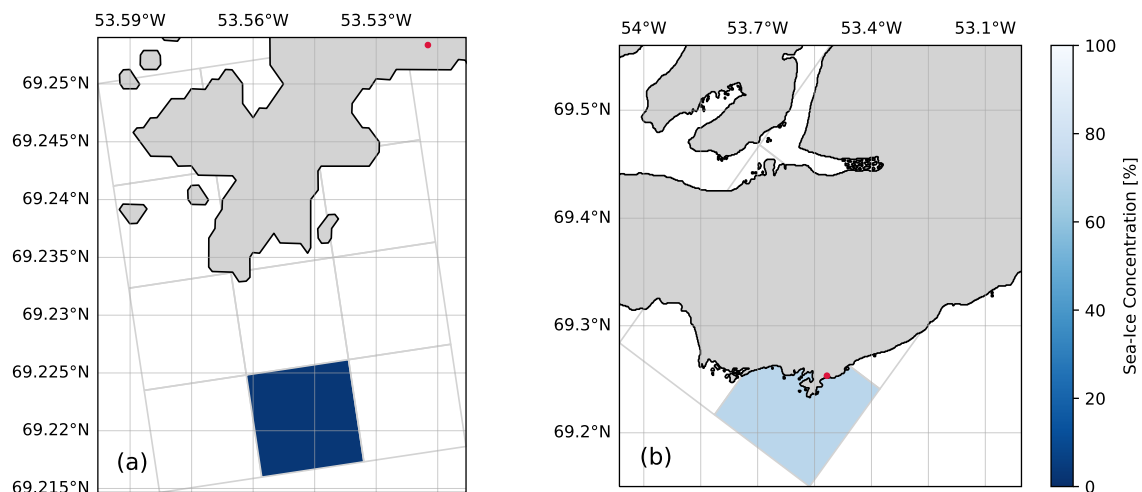 53.59°W 53.56°W 53.53°W
69.25°N
69.245°N
69.24°N
69.235°N
69.23°N
69.225°N
69.22°N
69.215°N
(a)
54°W 53.7°W 53.4°W 53.1°W
69.5°N
69.4°N
69.3°N
69.2°N
(b)
100
80
60
40
20
0
Sea-Ice Concentration [%]